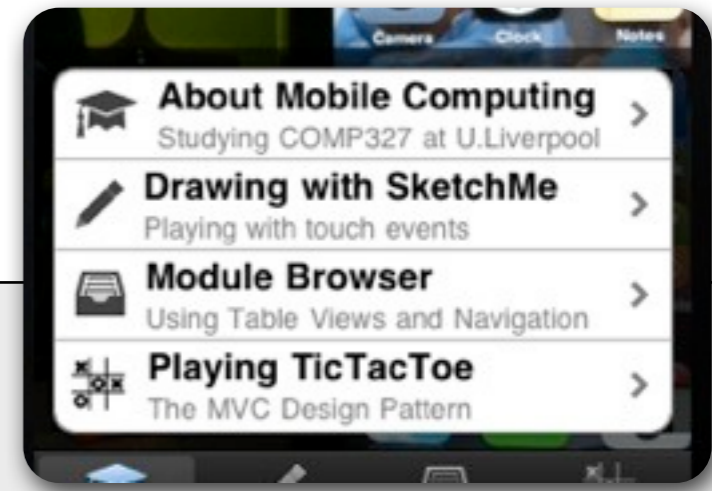 Camera Clock Notes
About Mobile Computing
Studying COMP327 at U.Liverpool
Drawing with SketchMe
Playing with touch events
Module Browser
Using Table Views and Navigation
Playing TicTacToe
The MVC Design Pattern